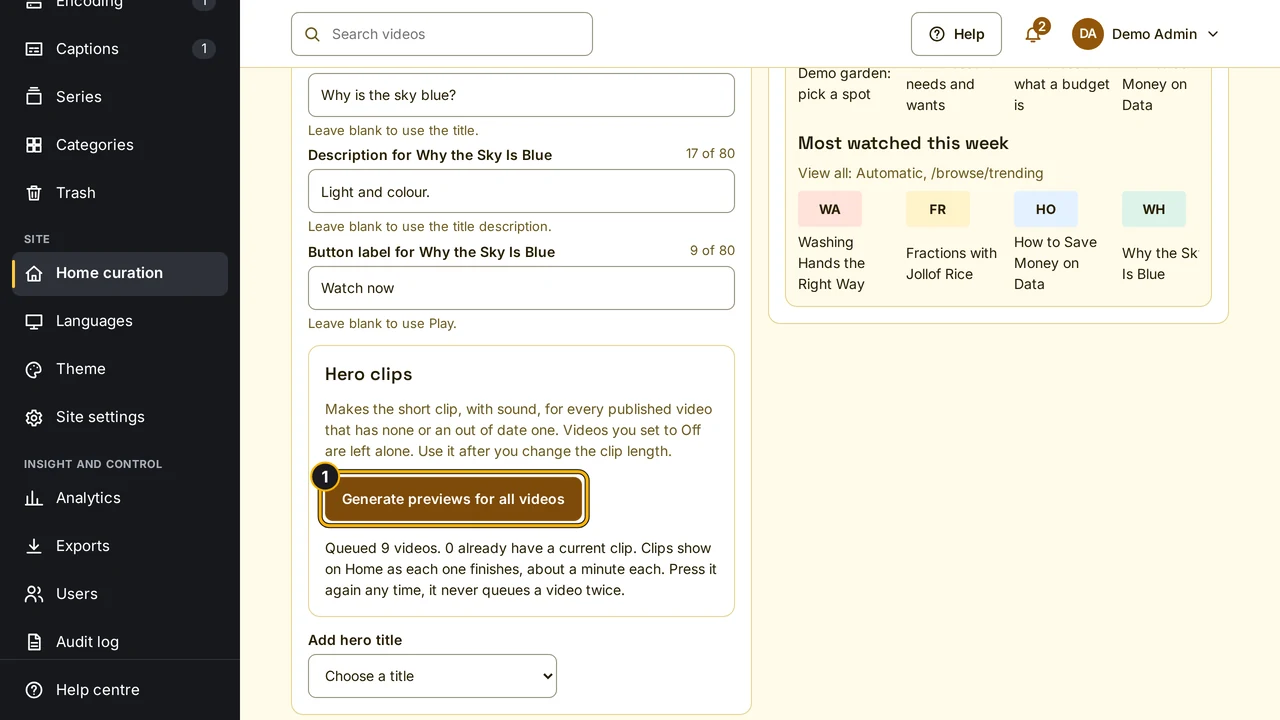 Encoding
1
Captions
1
Series
Categories
Trash
SITE
Home curation
Languages
Theme
Site settings
INSIGHT AND CONTROL
Analytics
Exports
Users
Audit log
Help centre
Search videos
Help
2
DA
Demo Admin
Why is the sky blue?
Leave blank to use the title.
Description for Why the Sky Is Blue
17 of 80
Light and colour.
Leave blank to use the title description.
Button label for Why the Sky Is Blue
9 of 80
Watch now
Leave blank to use Play.
Hero clips
Makes the short clip, with sound, for every published video
that has none or an out of date one. Videos you set to Off
are left alone. Use it after you change the clip length.
1
Generate previews for all videos
Queued 9 videos. 0 already have a current clip. Clips show
on Home as each one finishes, about a minute each. Press it
again any time, it never queues a video twice.
Add hero title
Choose a title
Demo garden:
pick a spot
needs and
wants
what a budget
is
Money on
Data
Most watched this week
View all: Automatic, /browse/trending
WA
Washing
Hands the
Right Way
FR
Fractions with
Jollof Rice
HO
How to Save
Money on
Data
WH
Why the Sk
Is Blue